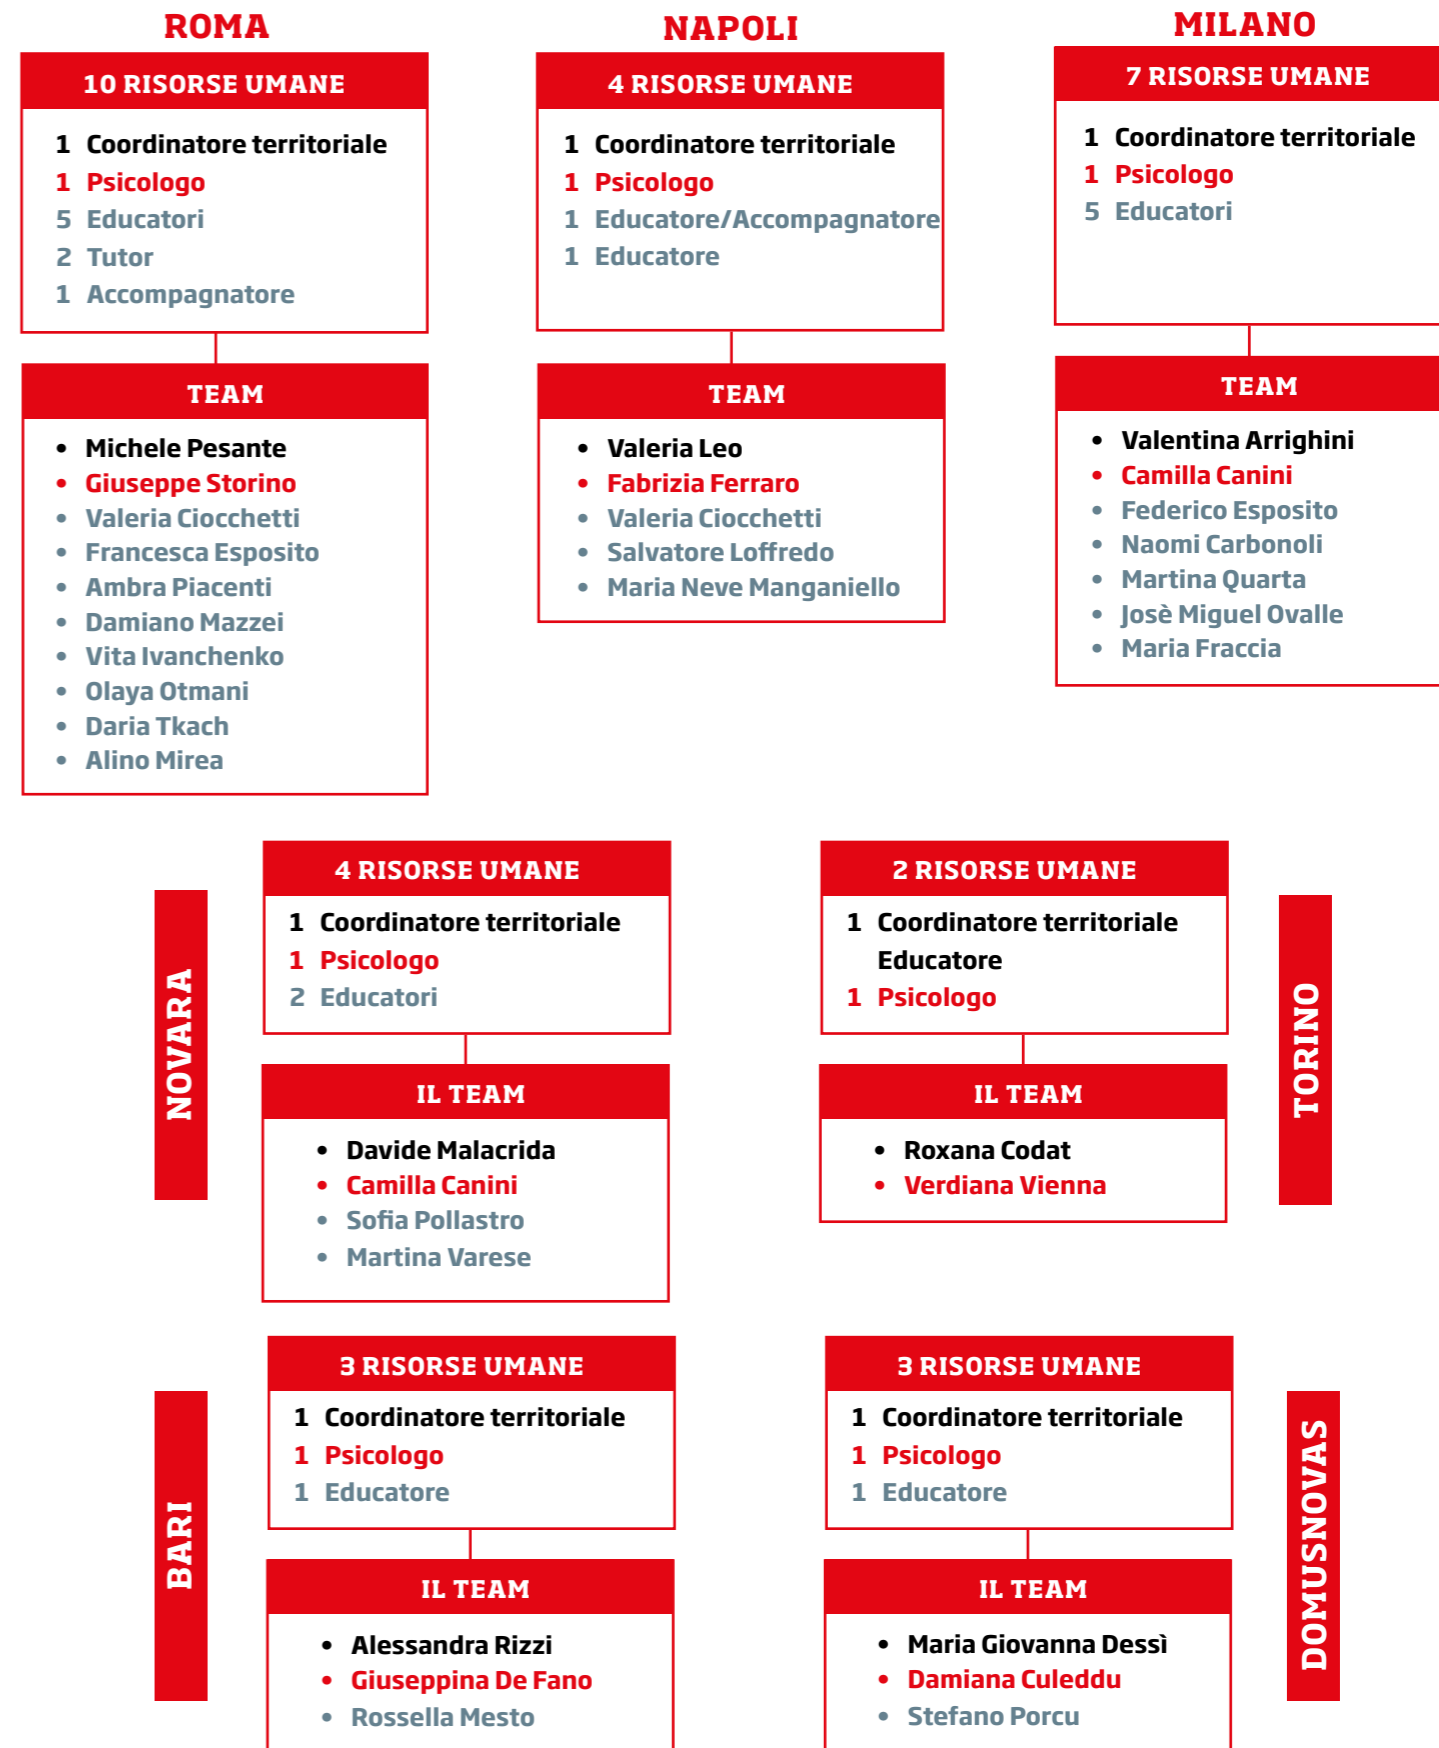 ROMA
10 RISORSE UMANE
1 Coordinatore territoriale
1 Psicologo
5 Educatori
2 Tutor
1 Accompagnatore
TEAM
• Michele Pesante
• Giuseppe Storino
• Valeria Ciocchetti
• Francesca Esposito
• Ambra Piacenti
• Damiano Mazzei
• Vita Ivanchenko
• Olaya Otmani
• Daria Tkach
• Alino Mirea
NAPOLI
4 RISORSE UMANE
1 Coordinatore territoriale
1 Psicologo
1 Educatore/Accompagnatore
1 Educatore
TEAM
• Valeria Leo
• Fabrizia Ferraro
• Valeria Ciocchetti
• Salvatore Loffredo
• Maria Neve Manganiello
MILANO
7 RISORSE UMANE
1 Coordinatore territoriale
1 Psicologo
5 Educatori
TEAM
• Valentina Arrighini
• Camilla Canini
• Federico Esposito
• Naomi Carbonoli
• Martina Quarta
• Josè Miguel Ovalle
• Maria Fraccia
NOVARA
4 RISORSE UMANE
1 Coordinatore territoriale
1 Psicologo
2 Educatori
IL TEAM
• Davide Malacrida
• Camilla Canini
• Sofia Pollastro
• Martina Varese
TORINO
2 RISORSE UMANE
1 Coordinatore territoriale
Educatore
1 Psicologo
IL TEAM
• Roxana Codat
• Verdiana Vienna
BARI
3 RISORSE UMANE
1 Coordinatore territoriale
1 Psicologo
1 Educatore
IL TEAM
• Alessandra Rizzi
• Giuseppina De Fano
• Rossella Mesto
DOMUSNOVAS
3 RISORSE UMANE
1 Coordinatore territoriale
1 Psicologo
1 Educatore
IL TEAM
• Maria Giovanna Dessì
• Damiana Culeddu
• Stefano Porcu